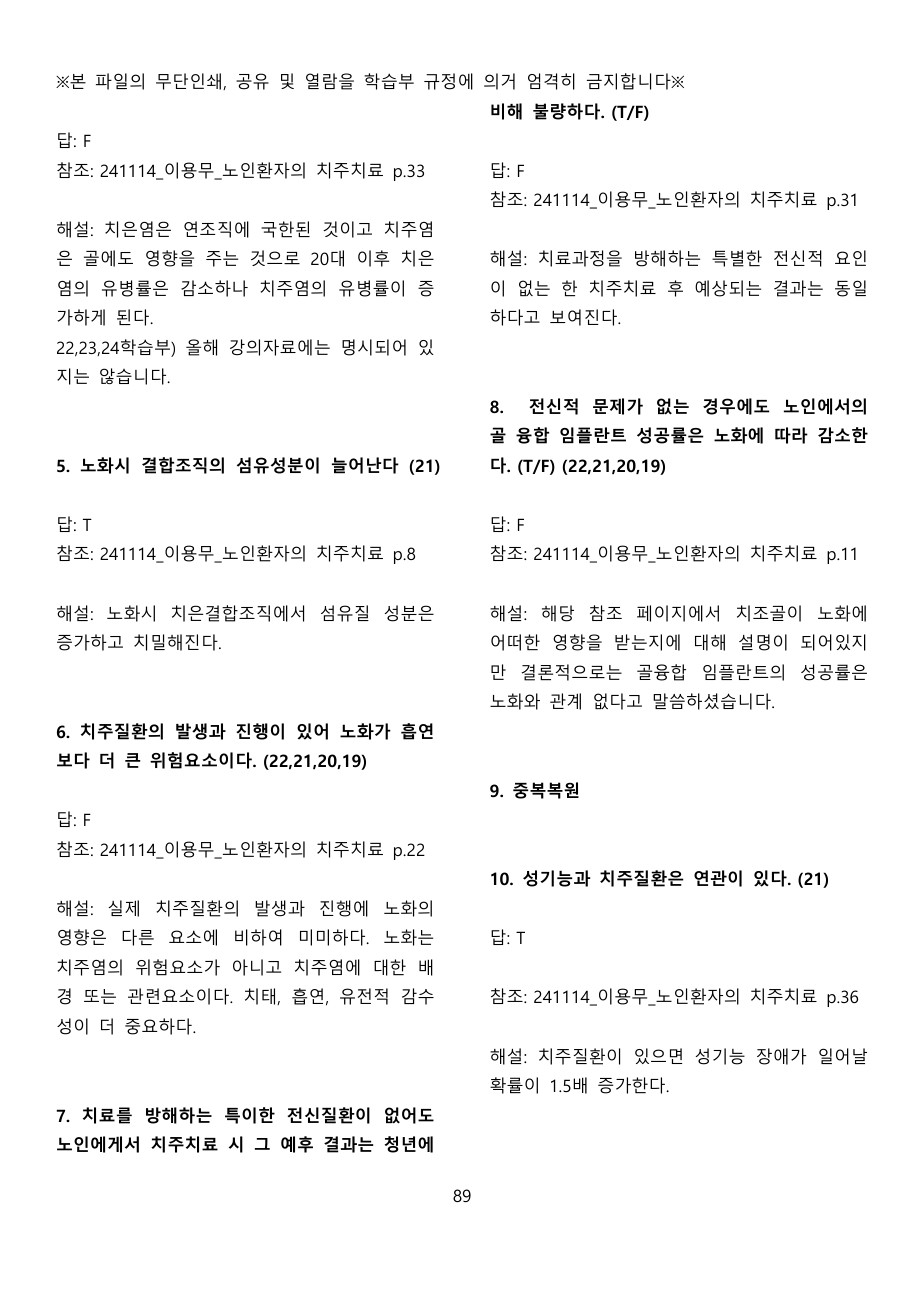 ※본 파일의 무단인쇄, 공유 및 열람을 학습부 규정에 의거 엄격히 금지합니다※
답: F
참조: 241114_이용무_노인환자의 치주치료 p.33
해설: 치은염은 연조직에 국한된 것이고 치주염
은 골에도 영향을 주는 것으로 20대 이후 치은
염의 유병률은 감소하나 치주염의 유병률이 증
가하게 된다.
22,23,24학습부) 올해 강의자료에는 명시되어 있
지는 않습니다.
5. 노화시 결합조직의 섬유성분이 늘어난다 (21)
답: T
참조: 241114_이용무_노인환자의 치주치료 p.8
해설: 노화시 치은결합조직에서 섬유질 성분은
증가하고 치밀해진다.
6. 치주질환의 발생과 진행이 있어 노화가 흡연
보다 더 큰 위험요소이다. (22,21,20,19)
답: F
참조: 241114_이용무_노인환자의 치주치료 p.22
해설: 실제 치주질환의 발생과 진행에 노화의
영향은 다른 요소에 비하여 미미하다. 노화는
치주염의 위험요소가 아니고 치주염에 대한 배
경 또는 관련요소이다. 치태, 흡연, 유전적 감수
성이 더 중요하다.
7. 치료를 방해하는 특이한 전신질환이 없어도
노인에게서 치주치료 시 그 예후 결과는 청년에
비해 불량하다. (T/F)
답: F
참조: 241114_이용무_노인환자의 치주치료 p.31
해설: 치료과정을 방해하는 특별한 전신적 요인
이 없는 한 치주치료 후 예상되는 결과는 동일
하다고 보여진다.
8. 전신적 문제가 없는 경우에도 노인에서의
골 융합 임플란트 성공률은 노화에 따라 감소한
다. (T/F) (22,21,20,19)
답: F
참조: 241114_이용무_노인환자의 치주치료 p.11
해설: 해당 참조 페이지에서 치조골이 노화에
어떠한 영향을 받는지에 대해 설명이 되어있지
만 결론적으로는 골융합 임플란트의 성공률은
노화와 관계 없다고 말씀하셨습니다.
9. 중복복원
10. 성기능과 치주질환은 연관이 있다. (21)
답: T
참조: 241114_이용무_노인환자의 치주치료 p.36
해설: 치주질환이 있으면 성기능 장애가 일어날
확률이 1.5배 증가한다.
89